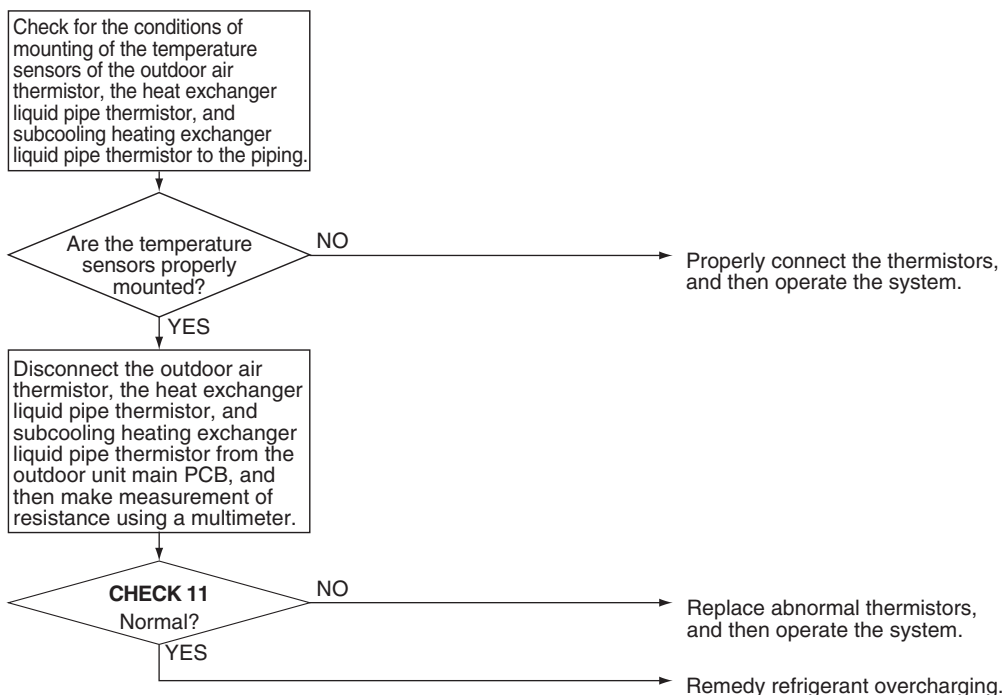 Check for the conditions of
mounting of the temperature
sensors of the outdoor air
thermistor, the heat exchanger
liquid pipe thermistor, and
subcooling heating exchanger
liquid pipe thermistor to the piping.
Are the temperature
sensors properly
mounted?
NO
Properly connect the thermistors,
and then operate the system.
YES
Disconnect the outdoor air
thermistor, the heat exchanger
liquid pipe thermistor, and
subcooling heating exchanger
liquid pipe thermistor from the
outdoor unit main PCB, and
then make measurement of
resistance using a multimeter.
CHECK 11
Normal?
NO
Replace abnormal thermistors,
and then operate the system.
YES
Remedy refrigerant overcharging.